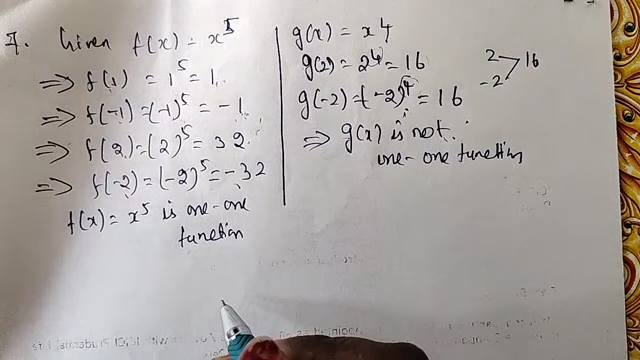 7. Given f(x) = x^5
=> f(1) = 1^5 = 1.
=> f(-1) = (-1)^5 = -1.
=> f(2) = (2)^5 = 32.
=> f(-2) = (-2)^5 = -32
f(x) = x^5 is one-one
function
g(x) = x^4
g(2) = 2^4 = 16
g(-2) = (-2)^4 = 16
=> g(x) is not.
one-one function
2
16
-2